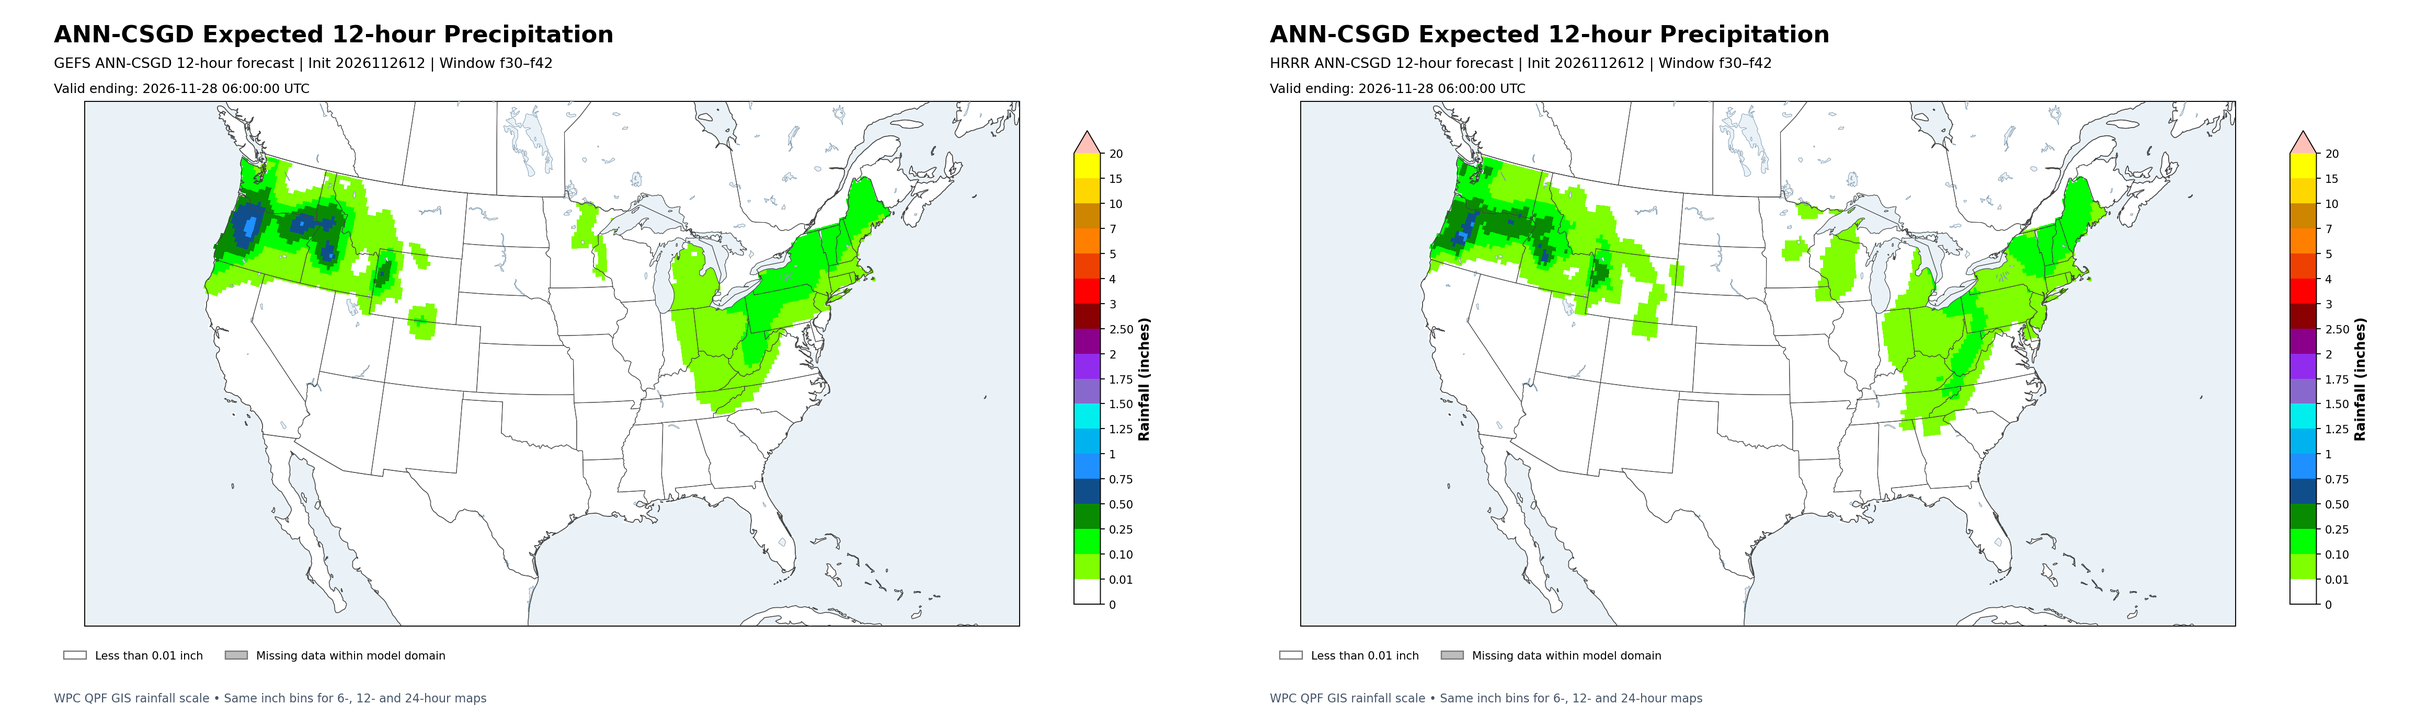 ANN-CSGD Expected 12-hour Precipitation
GEFS ANN-CSGD 12-hour forecast | Init 2026112612 | Window f30–f42
Valid ending: 2026-11-28 06:00:00 UTC
20
15
10
7
5
4
3
2.50
2
1.75
1.50
1.25
1
0.75
0.50
0.25
0.10
0.01
0
Rainfall (inches)
Less than 0.01 inch
Missing data within model domain
WPC QPF GIS rainfall scale • Same inch bins for 6-, 12- and 24-hour maps
ANN-CSGD Expected 12-hour Precipitation
HRRR ANN-CSGD 12-hour forecast | Init 2026112612 | Window f30–f42
Valid ending: 2026-11-28 06:00:00 UTC
20
15
10
7
5
4
3
2.50
2
1.75
1.50
1.25
1
0.75
0.50
0.25
0.10
0.01
0
Rainfall (inches)
Less than 0.01 inch
Missing data within model domain
WPC QPF GIS rainfall scale • Same inch bins for 6-, 12- and 24-hour maps